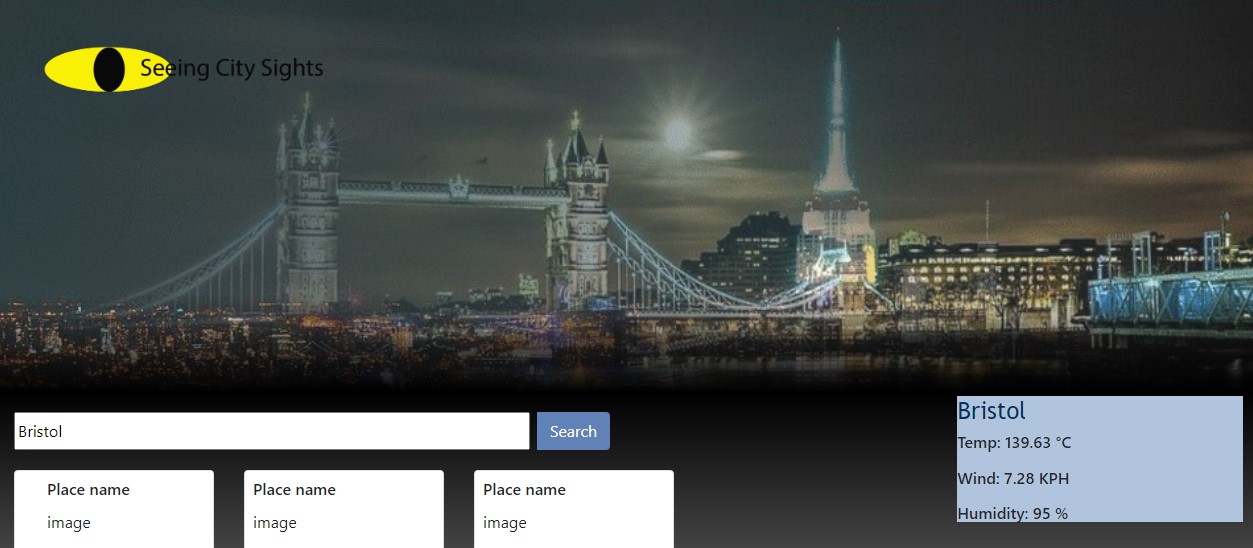 Seeing City Sights
Bristol
Search
Bristol
Temp: 139.63 °C
Wind: 7.28 KPH
Humidity: 95 %
Place name
image
Place name
image
Place name
image